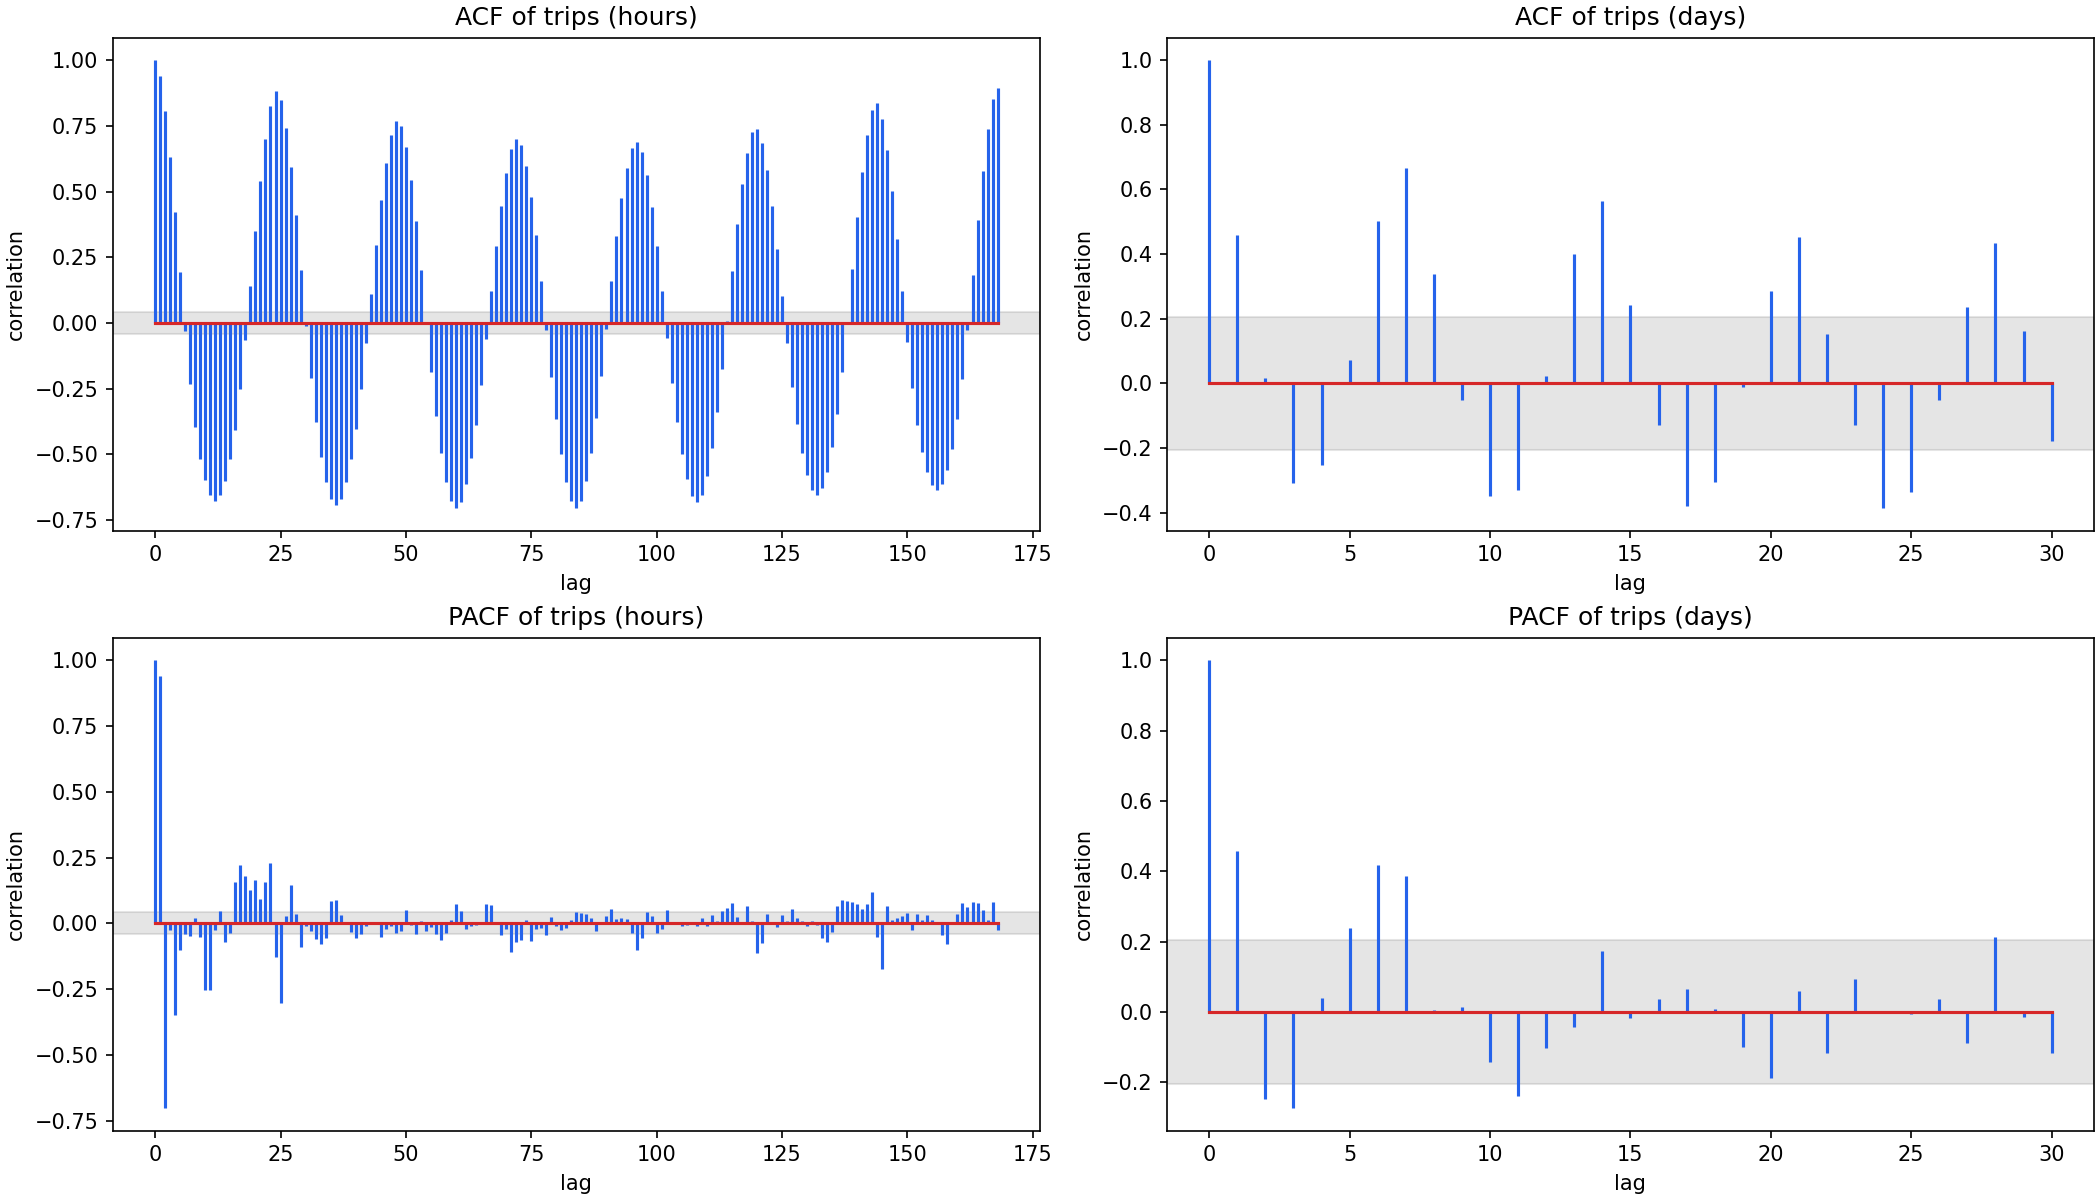 ACF of trips (hours)
1.00
0.75
0.50
0.25
0.00
−0.25
−0.50
−0.75
correlation
0 25 50 75 100 125 150 175
lag
ACF of trips (days)
1.0
0.8
0.6
0.4
0.2
0.0
−0.2
−0.4
correlation
0 5 10 15 20 25 30
lag
PACF of trips (hours)
1.00
0.75
0.50
0.25
0.00
−0.25
−0.50
−0.75
correlation
0 25 50 75 100 125 150 175
lag
PACF of trips (days)
1.0
0.8
0.6
0.4
0.2
0.0
−0.2
correlation
0 5 10 15 20 25 30
lag